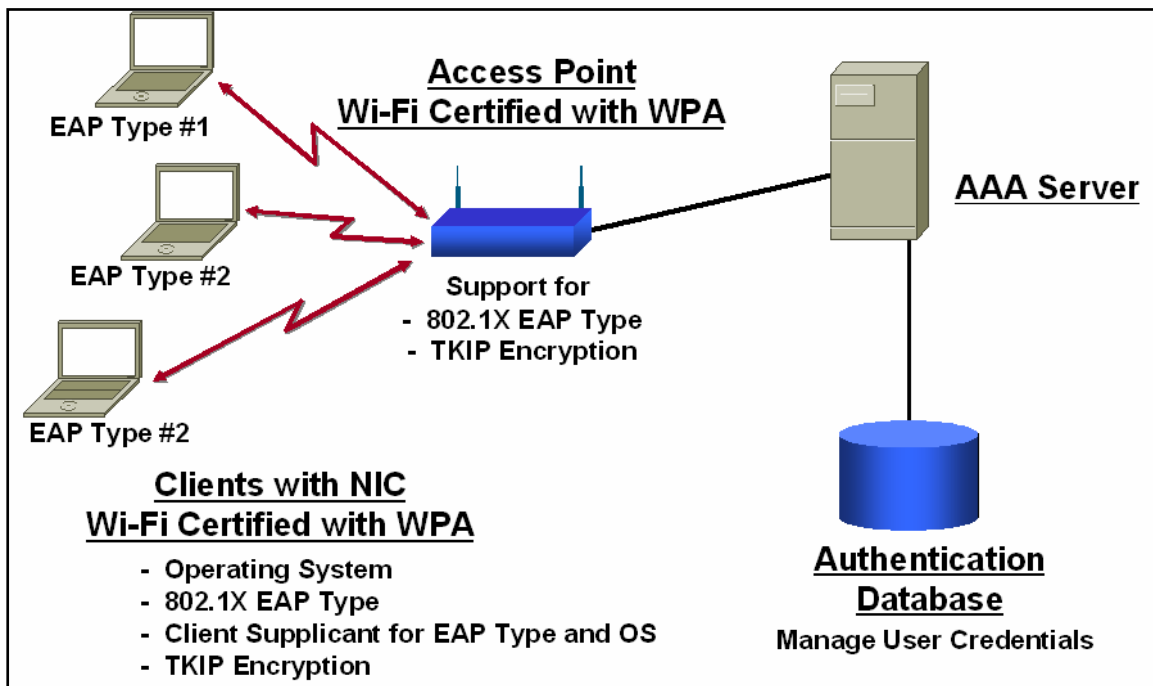 EAP Type #1
EAP Type #2
EAP Type #2
Access Point
Wi-Fi Certified with WPA
Support for
- 802.1X EAP Type
- TKIP Encryption
AAA Server
Clients with NIC
Wi-Fi Certified with WPA
- Operating System
- 802.1X EAP Type
- Client Supplicant for EAP Type and OS
- TKIP Encryption
Authentication
Database
Manage User Credentials